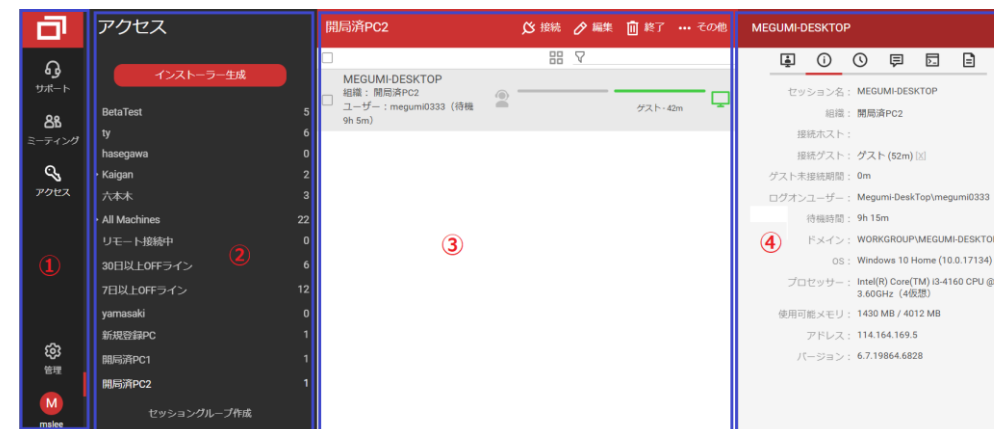 サポート
ミーティング
アクセス
①
管理
M
mslee
アクセス
インストーラー生成
BetaTest 5
ty 6
hasegawa 0
Kaigan 2
六本木 3
All Machines 22
リモート接続中 0
②
30日以上OFFライン 6
7日以上OFFライン 12
yamasaki 0
新規登録PC 1
開局済PC1 1
開局済PC2 1
セッショングループ作成
開局済PC2 接続 編集 終了 ••• その他
MEGUMI-DESKTOP
組織： 開局済PC2
ユーザー：megumi0333（待機
9h 5m）
ゲスト - 42m
③
MEGUMI-DESKTOP
セッション名： MEGUMI-DESKTOP
組織： 開局済PC2
接続ホスト：
接続ゲスト： ゲスト (52m) [X]
ゲスト未接続期間： 0m
ログオンユーザー： Megumi-DeskTop\megumi0333
待機時間： 9h 15m
④
ドメイン： WORKGROUP\MEGUMI-DESKTOP
OS： Windows 10 Home (10.0.17134)
プロセッサー： Intel(R) Core(TM) i3-4160 CPU @
3.60GHz（4仮想）
使用可能メモリ： 1430 MB / 4012 MB
アドレス： 114.164.169.5
バージョン： 6.7.19864.6828